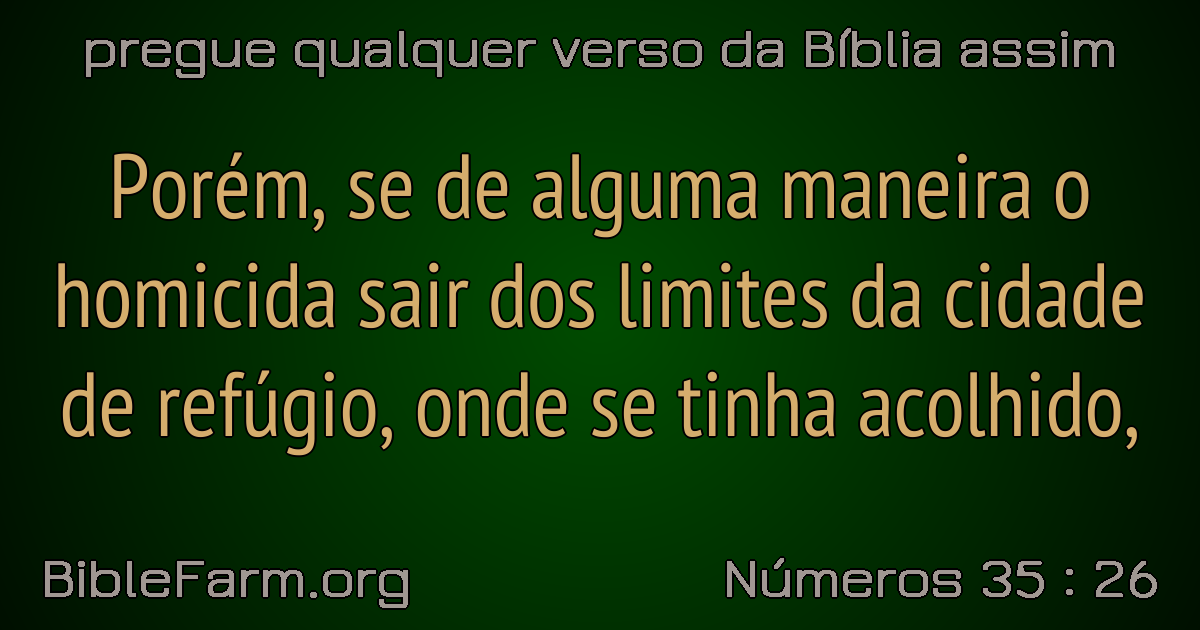 pregue qualquer verso da Bíblia assim
Porém, se de alguma maneira o
homicida sair dos limites da cidade
de refúgio, onde se tinha acolhido,
BibleFarm.org
Números 35 : 26